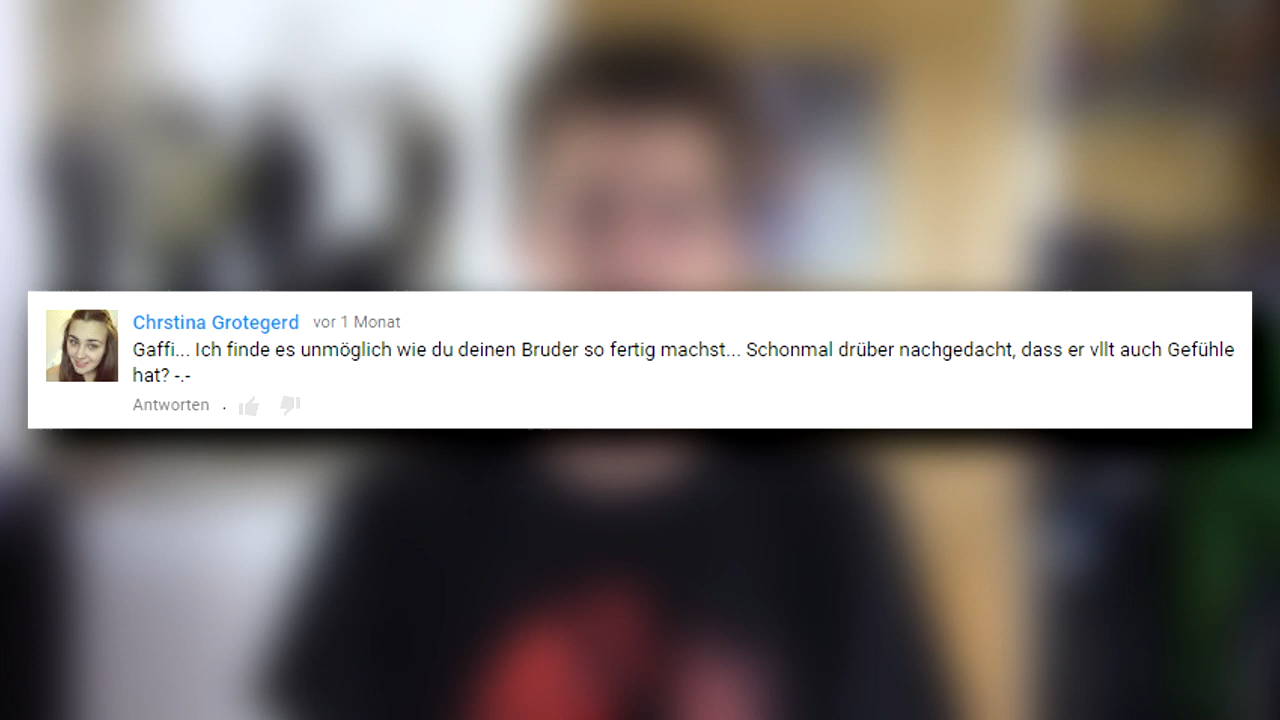 Chrstina Grotegerd vor 1 Monat
Gaffi... Ich finde es unmöglich wie du deinen Bruder so fertig machst... Schonmal drüber nachgedacht, dass er vllt auch Gefühle
hat? -.-
Antworten .